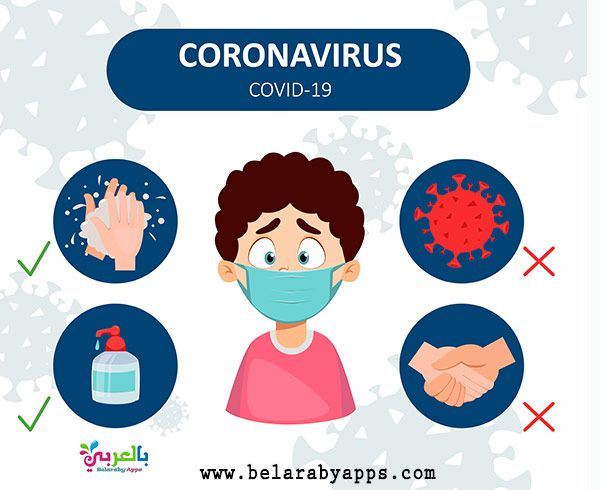 CORONAVIRUS
COVID-19
بالعربي
Belaraby Apps
www.belarabyapps.com